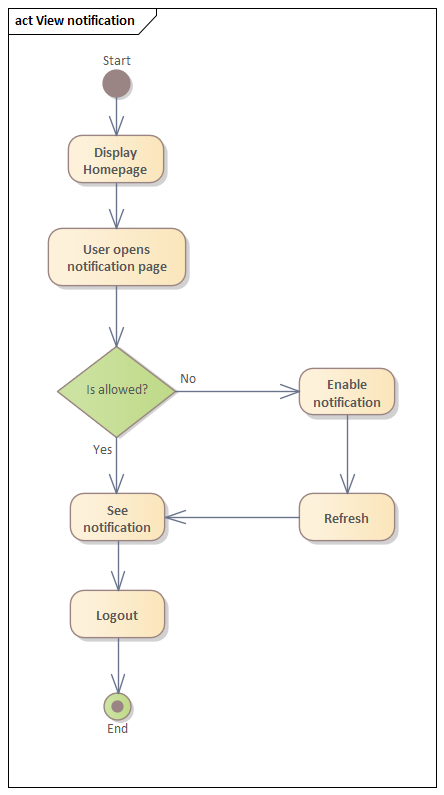 act View notification
Start
Display
Homepage
User opens
notification page
Is allowed?
No
Enable
notification
Yes
See
notification
Refresh
Logout
End